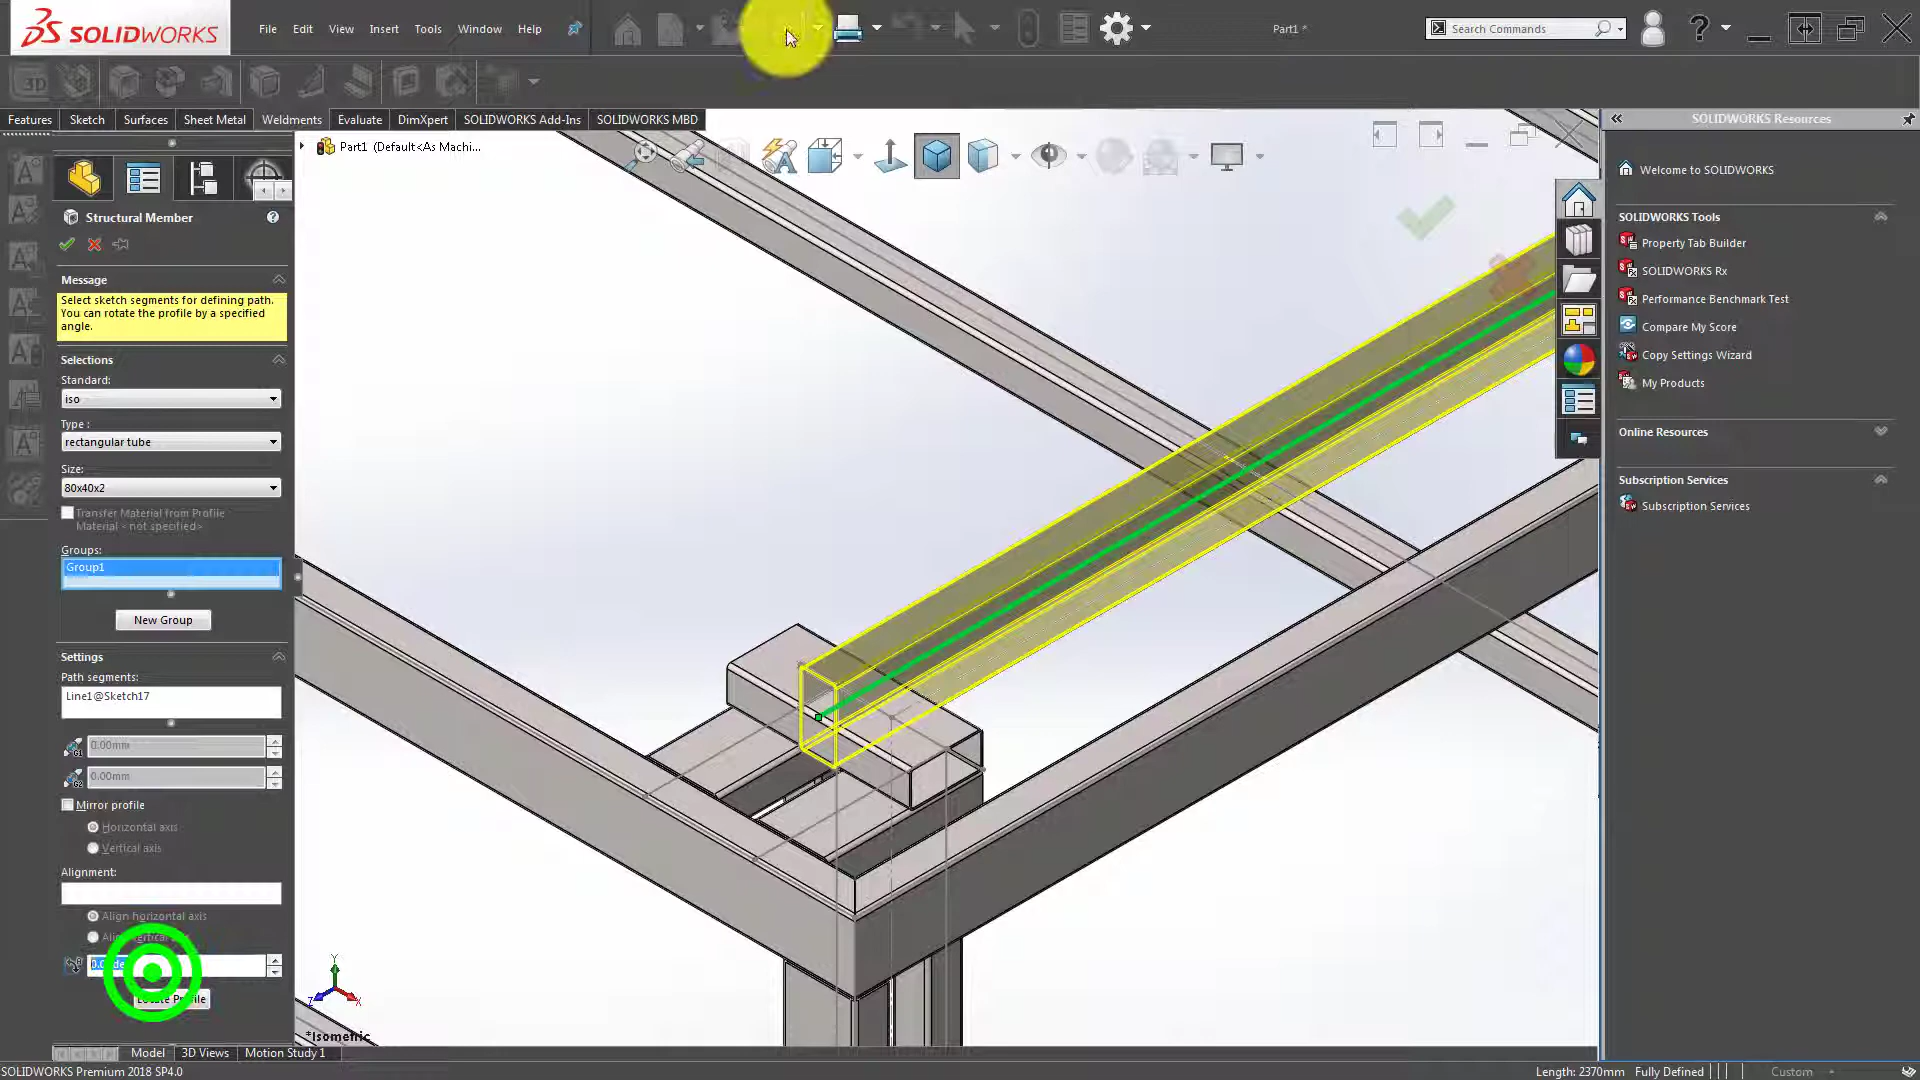 SOLIDWORKS
File Edit View Insert Tools Window Help
Part1 *
Search Commands
3D
Features Sketch Surfaces Sheet Metal Weldments Evaluate DimXpert SOLIDWORKS Add-Ins SOLIDWORKS MBD
SOLIDWORKS Resources
Part1 (Default<As Machi...
Welcome to SOLIDWORKS
SOLIDWORKS Tools
Property Tab Builder
SOLIDWORKS Rx
Performance Benchmark Test
Compare My Score
Copy Settings Wizard
My Products
Online Resources
Subscription Services
Subscription Services
Structural Member
Message
Select sketch segments for defining path.
You can rotate the profile by a specified
angle.
Selections
Standard:
iso
Type :
rectangular tube
Size:
80x40x2
Transfer Material from Profile
Material < not specified>
Groups:
Group1
New Group
Settings
Path segments:
Line1@Sketch17
0.00mm
0.00mm
Mirror profile
Horizontal axis
Vertical axis
Alignment:
Align horizontal axis
Locate Profile
Y
Z
X
*Isometric
Model 3D Views Motion Study 1
SOLIDWORKS Premium 2018 SP4.0
Length: 2370mm Fully Defined Custom